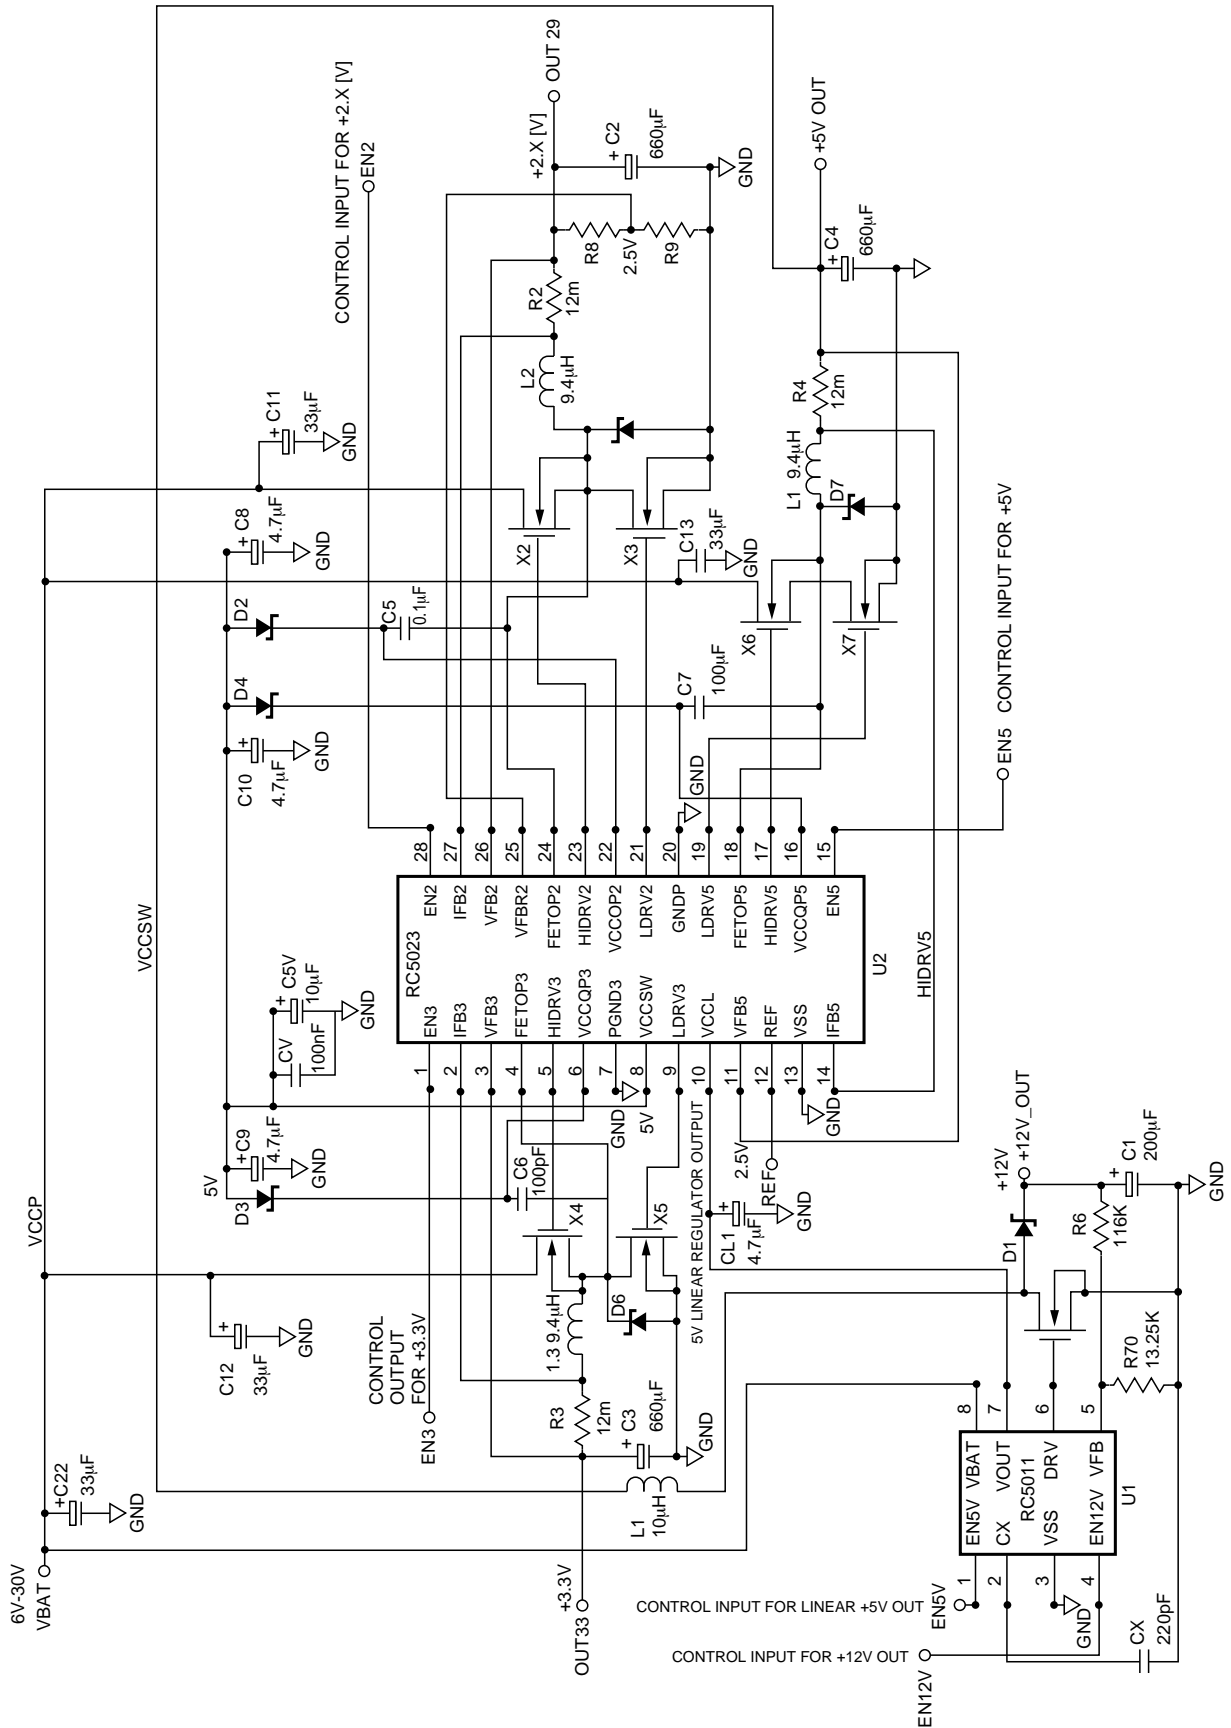 6V-30V
VBAT
+C22
33µF
GND
VCCP
VCCSW
C12
+
33µF
GND
5V
D3
+C9
4.7µF
GND
CV
100nF
+
C5V
10µF
GND
C10
+
4.7µF
GND
D4
D2
+
C8
4.7µF
GND
+
C11
33µF
GND
CONTROL INPUT FOR +2.X [V]
EN2
CONTROL
OUTPUT
FOR +3.3V
EN3
C6
100pF
X4
1.3 9.4µH
R3
12m
+3.3V
OUT33
+
C3
660µF
GND
L1
10µH
D6
X5
5V LINEAR REGULATOR OUTPUT
GND
5V
CL1
+
4.7µF
GND
2.5V
REF
GND
RC5023
U2
1
EN3
2
IFB3
3
VFB3
4
FETOP3
5
HIDRV3
6
VCCQP3
7
PGND3
8
VCCSW
9
LDRV3
10
VCCL
11
VFB5
12
REF
13
VSS
14
IFB5
EN2
28
IFB2
27
VFB2
26
VFBR2
25
FETOP2
24
HIDRV2
23
VCCOP2
22
LDRV2
21
GNDP
20
LDRV5
19
FETOP5
18
HIDRV5
17
VCCQP5
16
EN5
15
HIDRV5
GND
C5
0.1µF
C7
100µF
X2
X3
L2
9.4µH
R2
12m
R8
2.5V
R9
+2.X [V]
OUT 29
+
C2
660µF
GND
C13
33µF
GND
X6
X7
L1 9.4µH
D7
R4
12m
+
C4
660µF
+5V OUT
EN5 CONTROL INPUT FOR +5V
CONTROL INPUT FOR LINEAR +5V OUT
EN5V
CONTROL INPUT FOR +12V OUT
EN12V
1
2
3
4
GND
CX
220pF
EN5V VBAT
CX VOUT
RC5011
VSS DRV
EN12V VFB
U1
8
7
6
5
R70
13.25K
D1
R6
116K
+12V
+12V_OUT
+
C1
200µF
GND